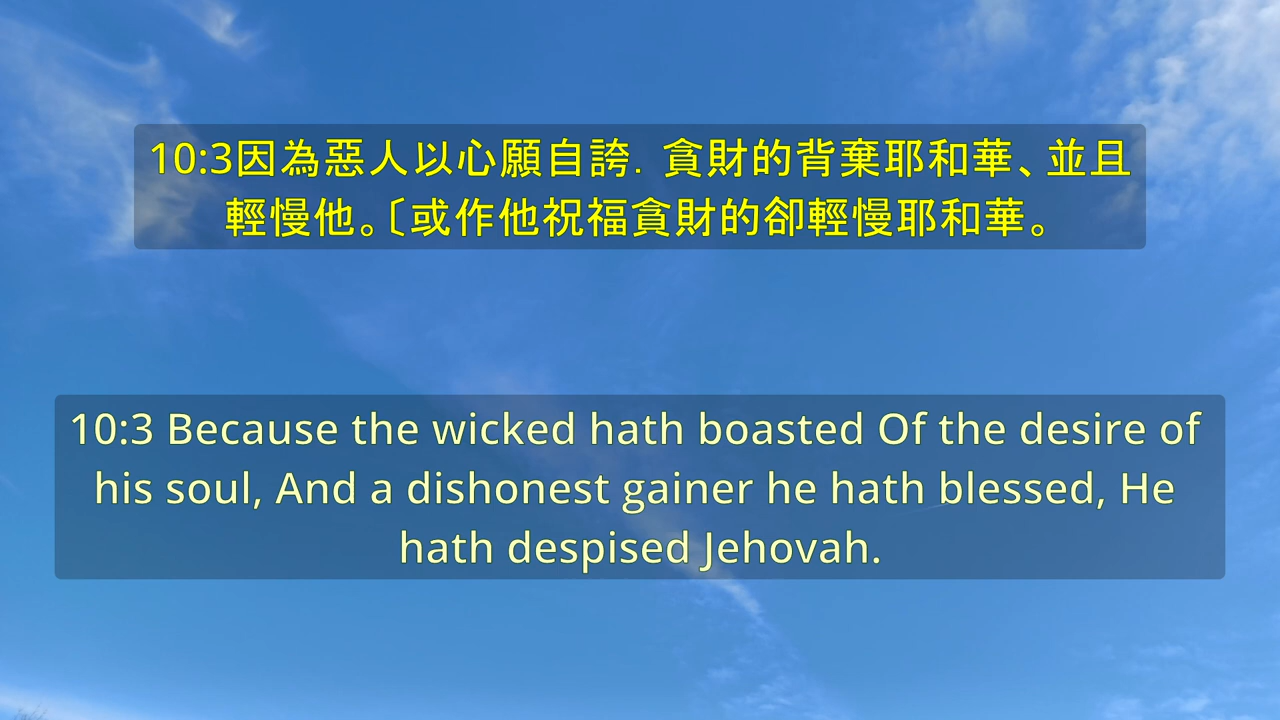 10:3因為惡人以心願自誇．貪財的背棄耶和華、並且
輕慢他。〔或作他祝福貪財的卻輕慢耶和華。
10:3 Because the wicked hath boasted Of the desire of
his soul, And a dishonest gainer he hath blessed, He
hath despised Jehovah.